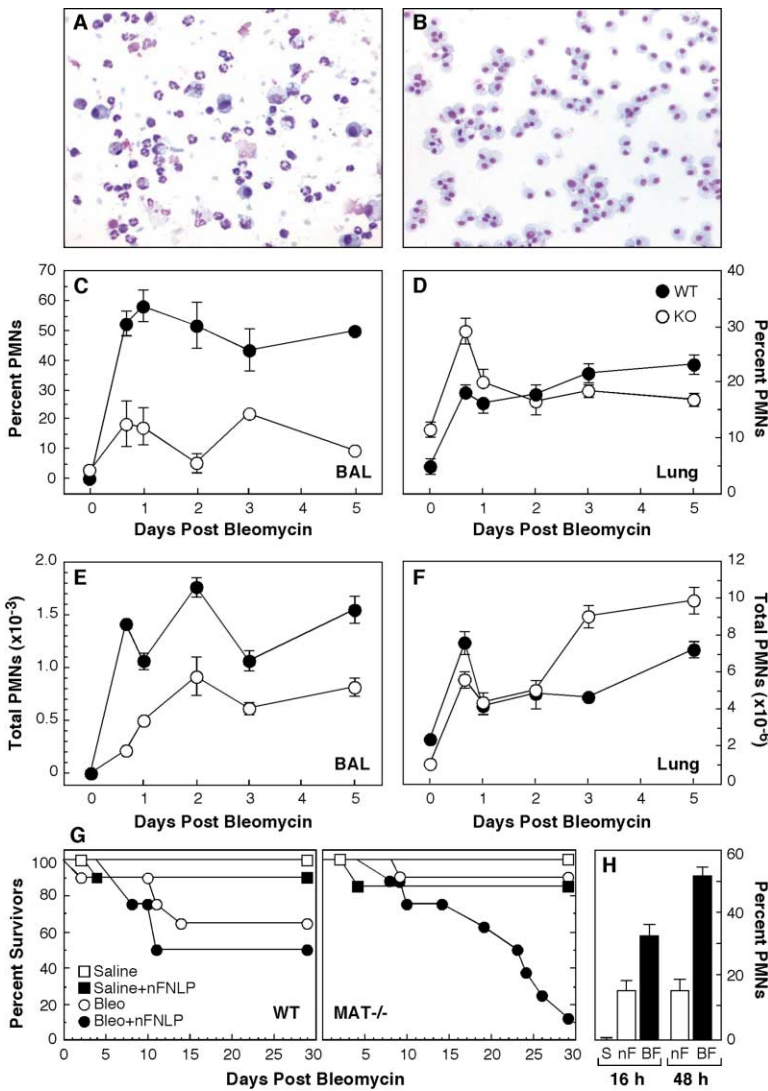 A
B
C
70
60
50
40
30
20
10
0
Percent PMNs
BAL
0 1 2 3 4 5
Days Post Bleomycin
D
WT
KO
40
30
20
10
0
Percent PMNs
Lung
0 1 2 3 4 5
Days Post Bleomycin
E
2.0
1.5
1.0
0.5
0
Total PMNs (x10-3)
BAL
0 1 2 3 4 5
Days Post Bleomycin
F
12
10
8
6
4
2
0
Total PMNs (x10-6)
Lung
0 1 2 3 4 5
Days Post Bleomycin
G
100
80
60
40
20
0
Percent Survivors
Saline
Saline+nFNLP
Bleo
Bleo+nFNLP
WT
0 5 10 15 20 25 30
Days Post Bleomycin
MAT-/-
5 10 15 20 25 30
Days Post Bleomycin
H
60
40
20
0
Percent PMNs
S nF BF nF BF
16 h 48 h